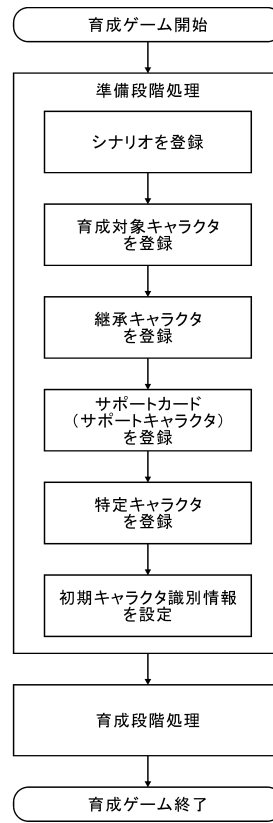 育成ゲーム開始
準備段階処理
シナリオを登録
育成対象キャラクタ
を登録
継承キャラクタ
を登録
サポートカード
（サポートキャラクタ）
を登録
特定キャラクタ
を登録
初期キャラクタ識別情報
を設定
育成段階処理
育成ゲーム終了